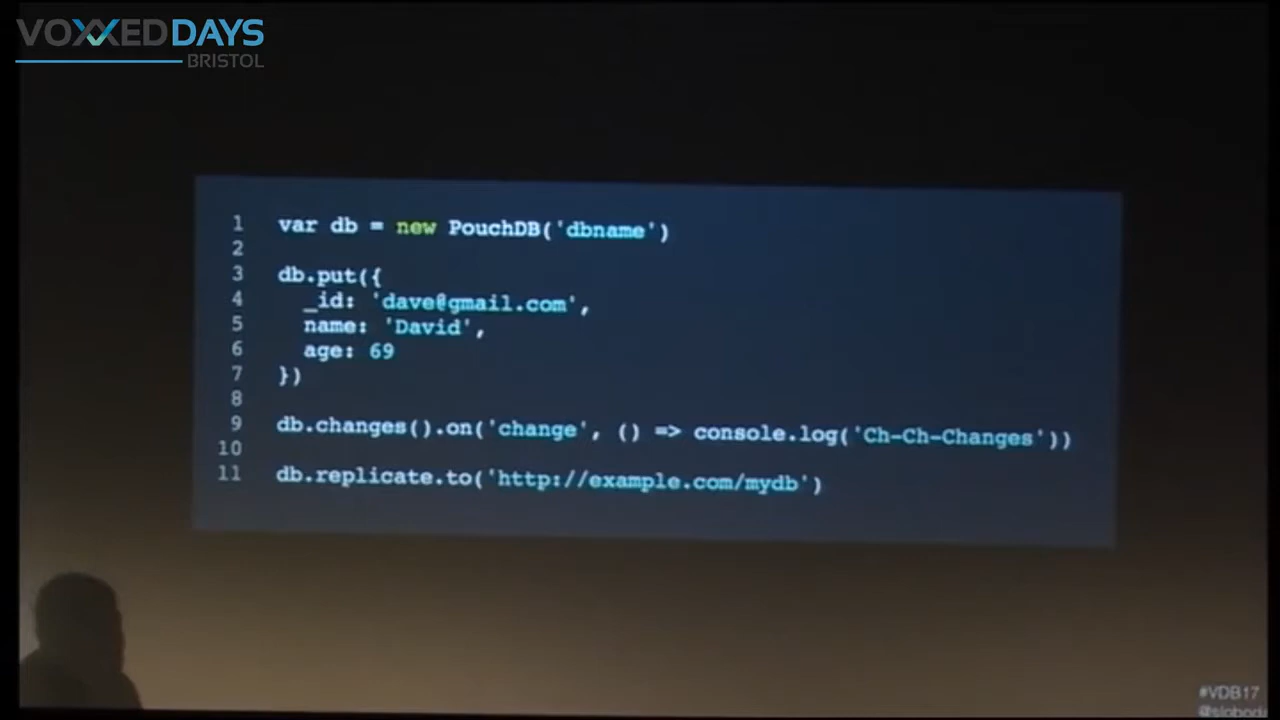 VOXXED DAYS
BRISTOL
1 var db = new PouchDB('dbname')
2
3 db.put({
4 _id: 'dave@gmail.com',
5 name: 'David',
6 age: 69
7 })
8
9 db.changes().on('change', () => console.log('Ch-Ch-Changes'))
10
11 db.replicate.to('http://example.com/mydb')
#VDB17